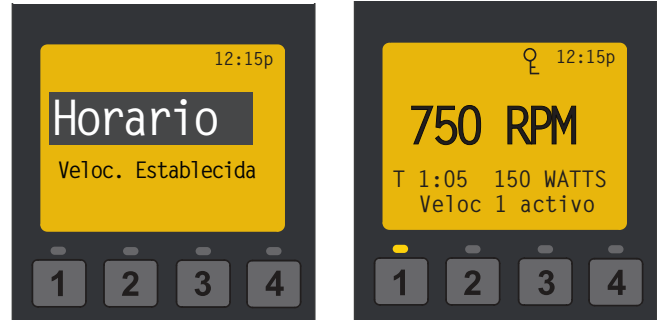 12:15p
Horario
Veloc. Establecida
1 2 3 4
12:15p
750 RPM
T 1:05 150 WATTS
Veloc 1 activo
1 2 3 4